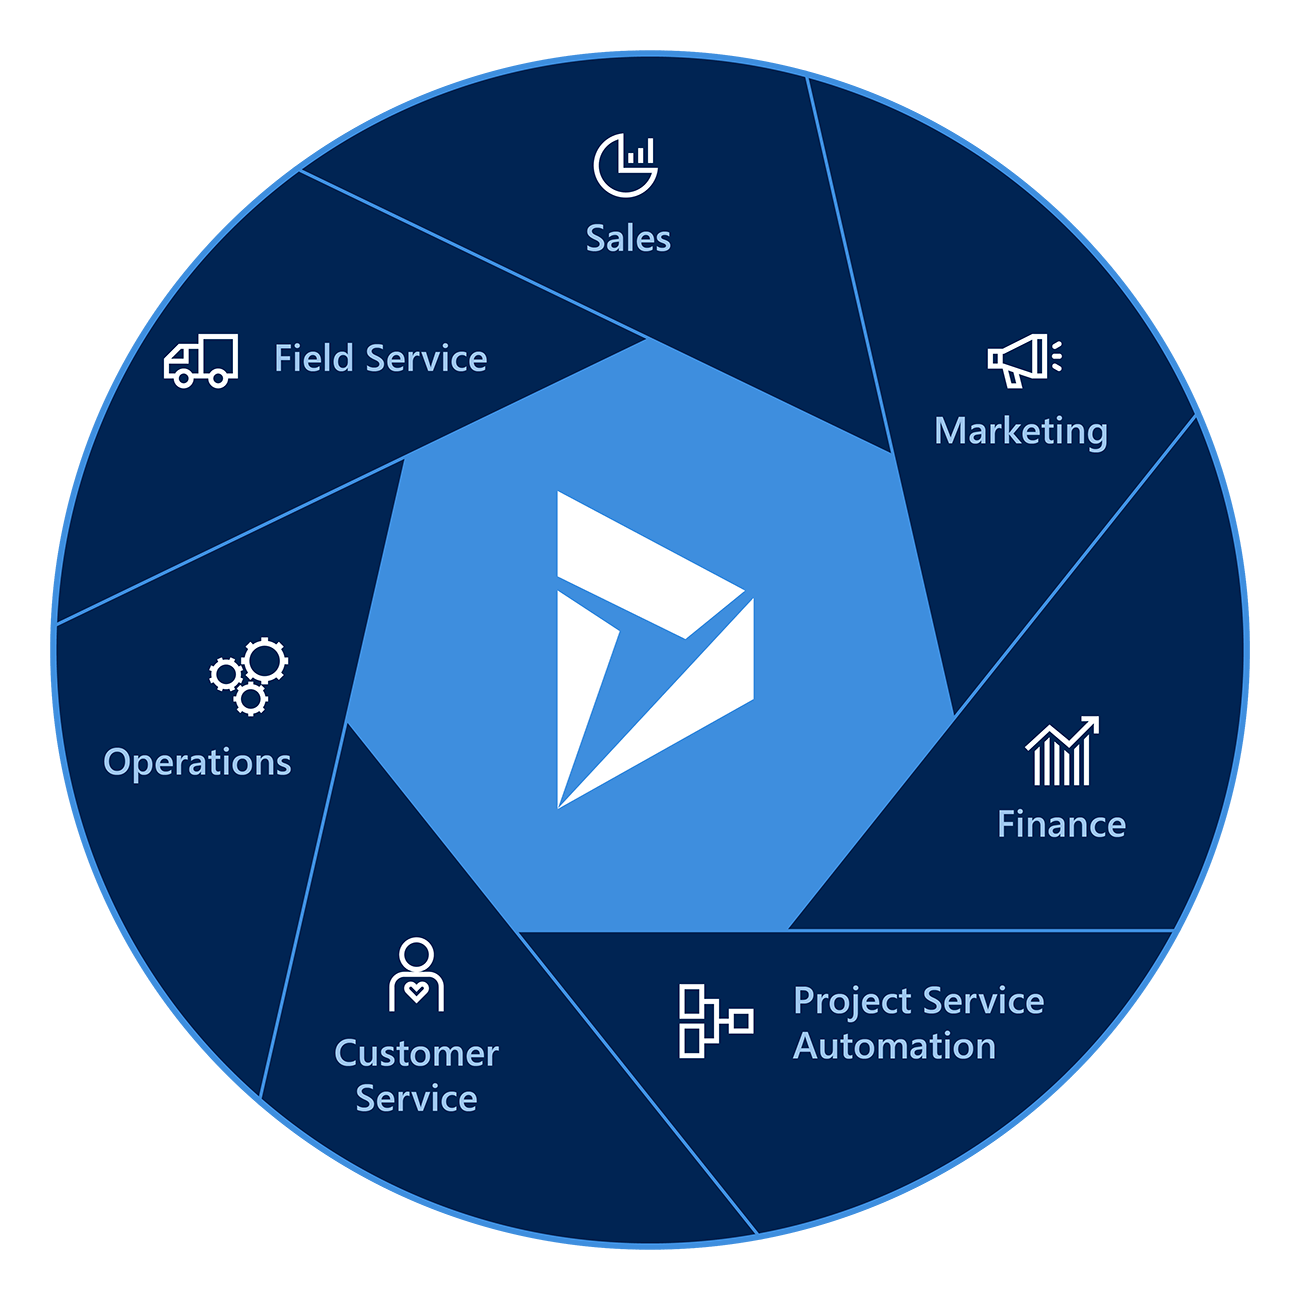 Sales
Field Service
Marketing
Operations
Finance
Project Service
Automation
Customer
Service